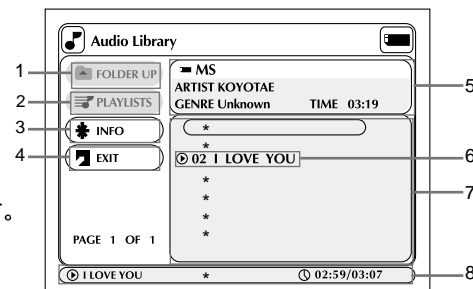 Audio Library
1 FOLDER UP
2 PLAYLISTS
3 INFO
4 EXIT
PAGE 1 OF 1
MS
ARTIST KOYOTAE
GENRE Unknown TIME 03:19
5
*
*
02 I LOVE YOU 6
*
*
*
*
7
I LOVE YOU * 02:59/03:07 8
。